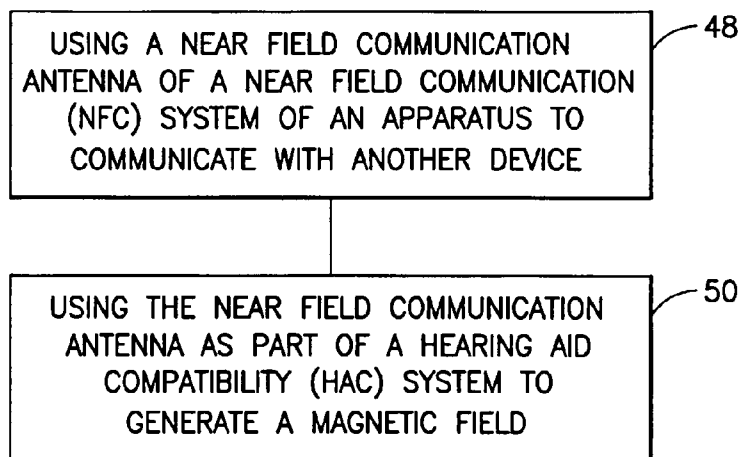 USING A NEAR FIELD COMMUNICATION
ANTENNA OF A NEAR FIELD COMMUNICATION
(NFC) SYSTEM OF AN APPARATUS TO
COMMUNICATE WITH ANOTHER DEVICE
48
USING THE NEAR FIELD COMMUNICATION
ANTENNA AS PART OF A HEARING AID
COMPATIBILITY (HAC) SYSTEM TO
GENERATE A MAGNETIC FIELD
50